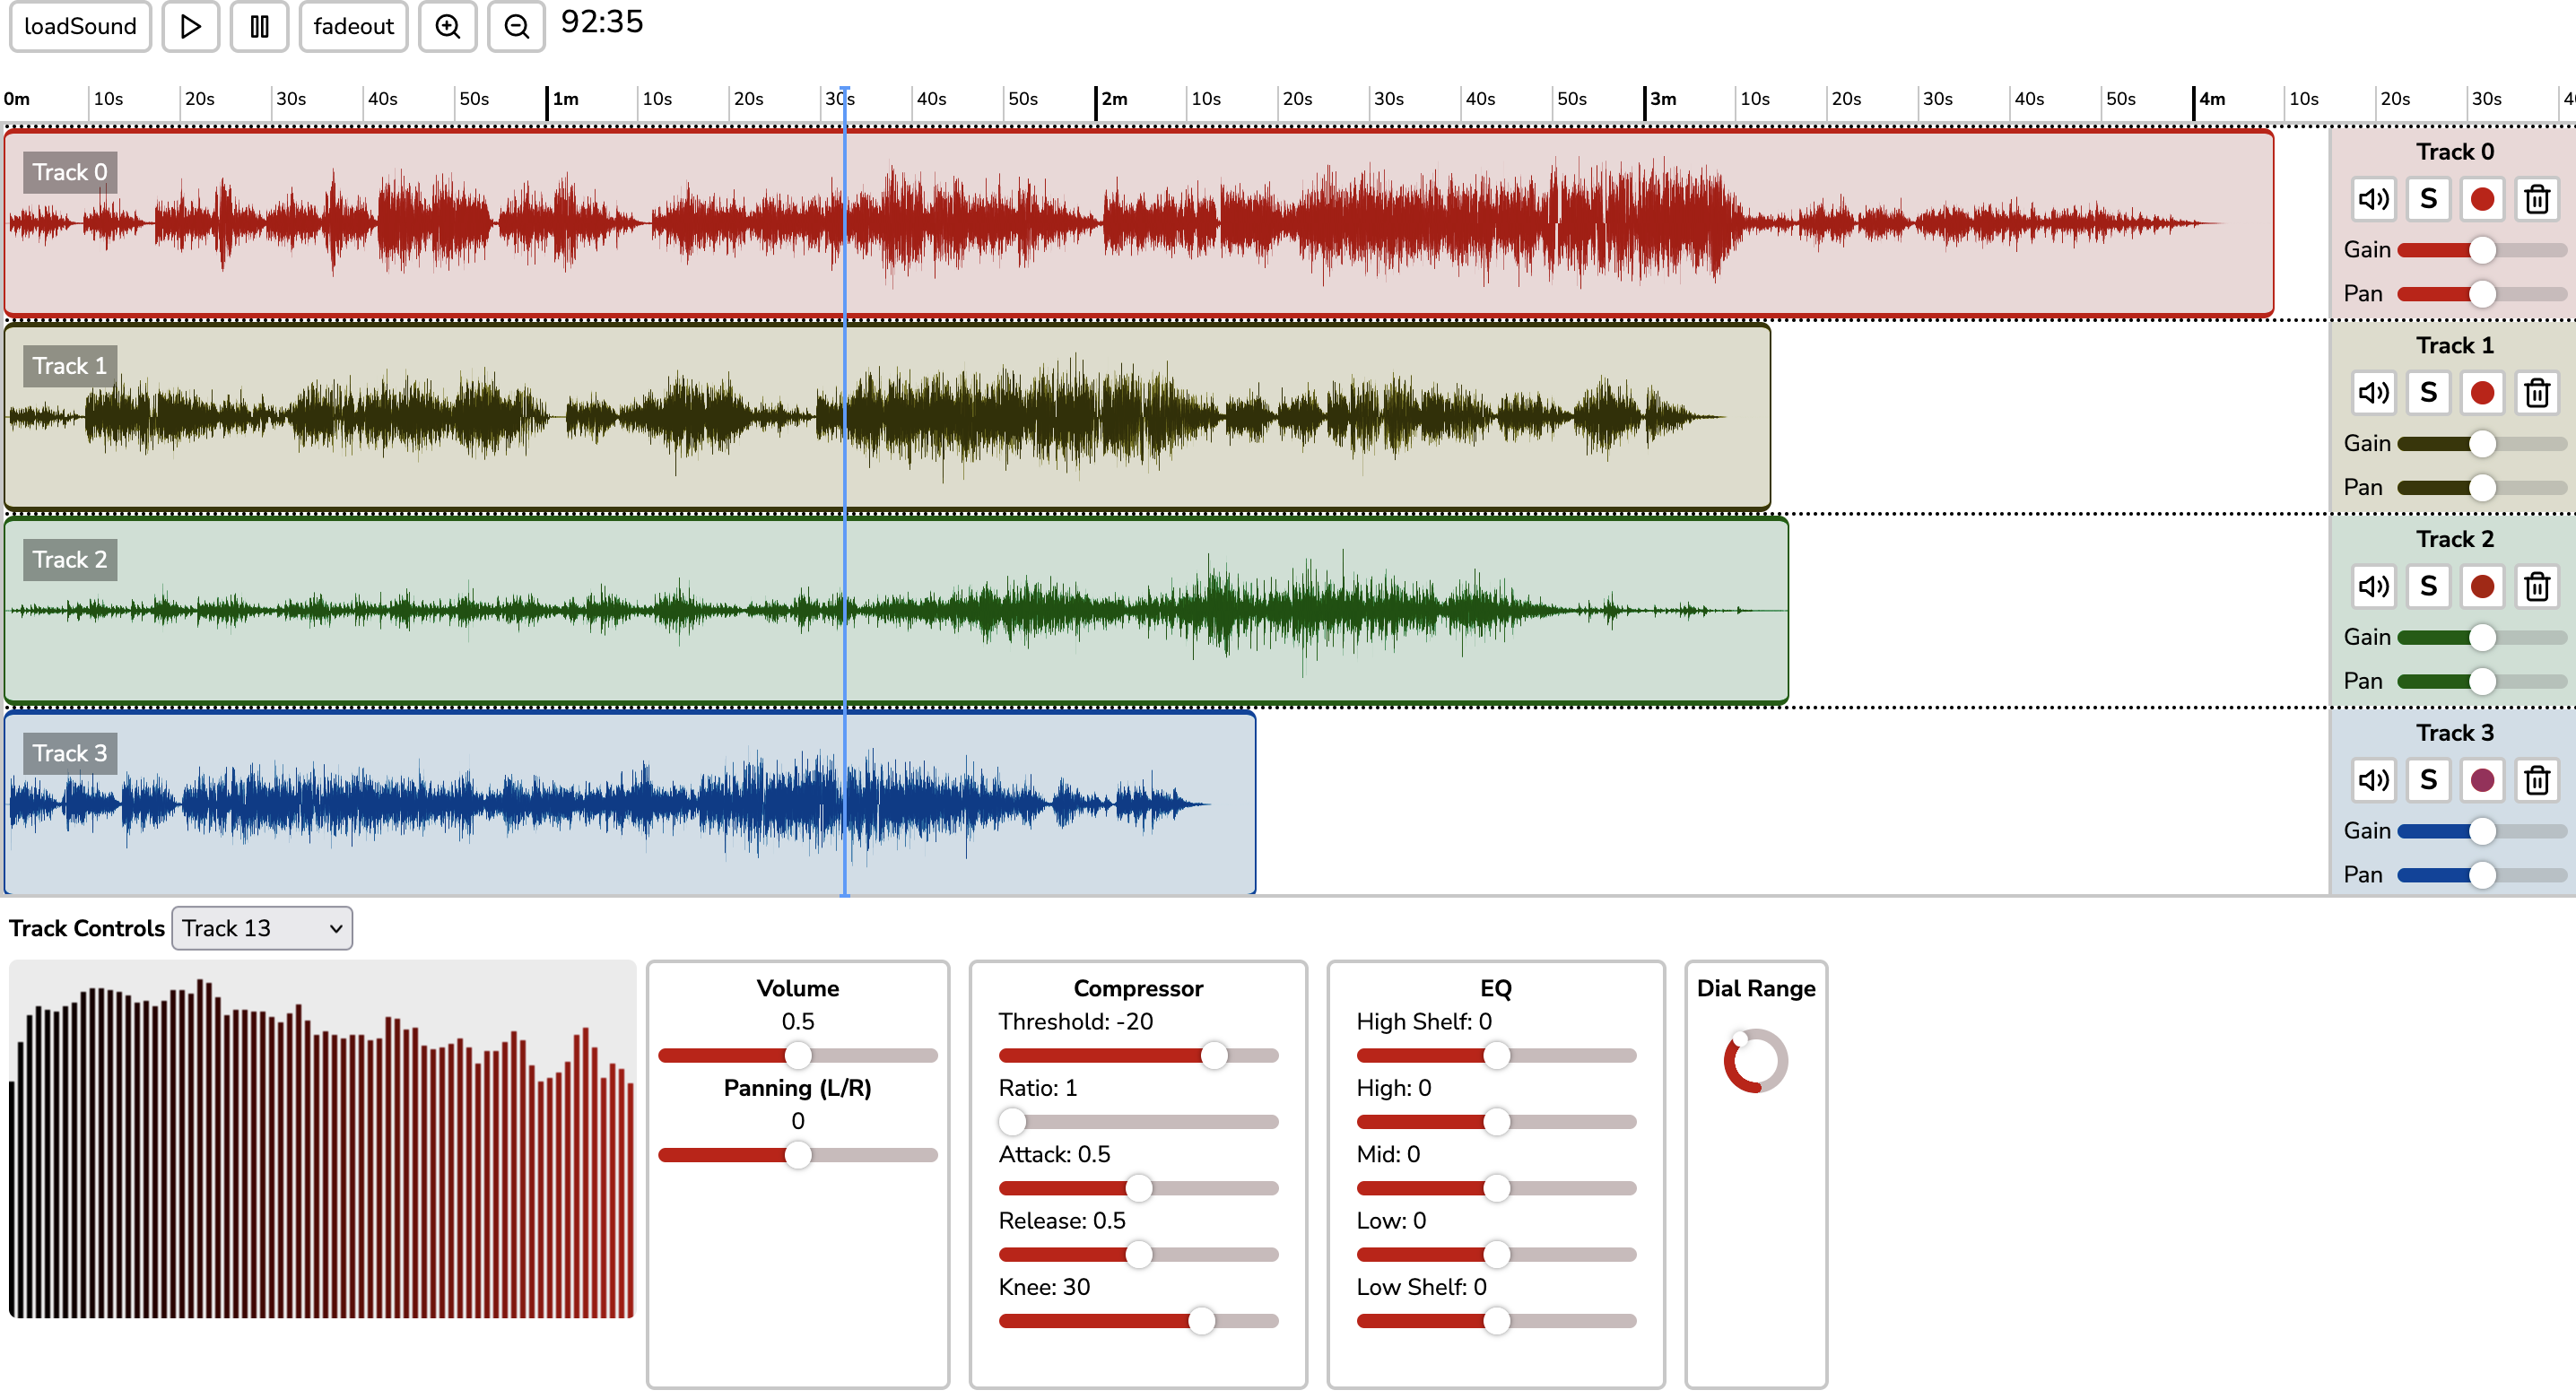 loadSound fadeout 92:35
0m 10s 20s 30s 40s 50s 1m 10s 20s 30s 40s 50s 2m 10s 20s 30s 40s 50s 3m 10s 20s 30s 40s 50s 4m 10s 20s 30s
Track 0
Track 0
S
Gain
Pan
Track 1
Track 1
S
Gain
Pan
Track 2
Track 2
S
Gain
Pan
Track 3
Track 3
S
Gain
Pan
Track Controls Track 13
Volume
0.5
Panning (L/R)
0
Compressor
Threshold: -20
Ratio: 1
Attack: 0.5
Release: 0.5
Knee: 30
EQ
High Shelf: 0
High: 0
Mid: 0
Low: 0
Low Shelf: 0
Dial Range